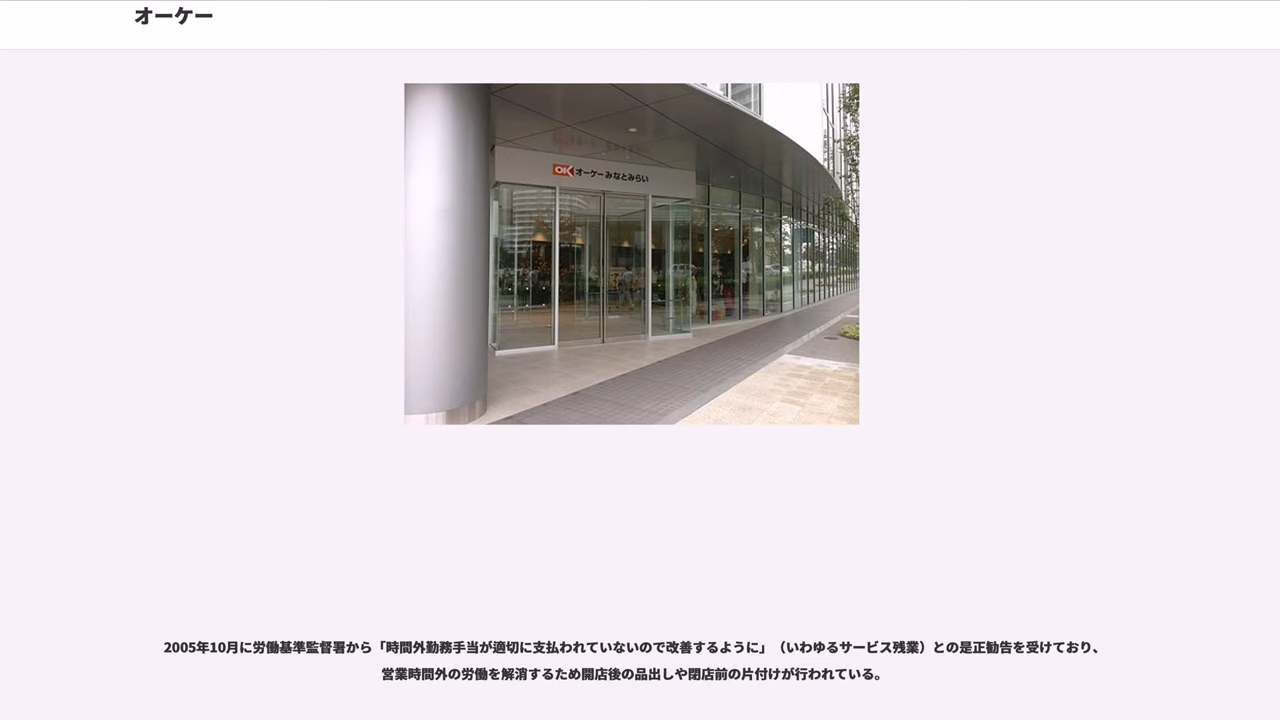 オーケー
OK オーケーみなとみらい
2005年10月に労働基準監督署から「時間外勤務手当が適切に支払われていないので改善するように」（いわゆるサービス残業）との是正勧告を受けており、
営業時間外の労働を解消するため開店後の品出しや閉店前の片付けが行われている。